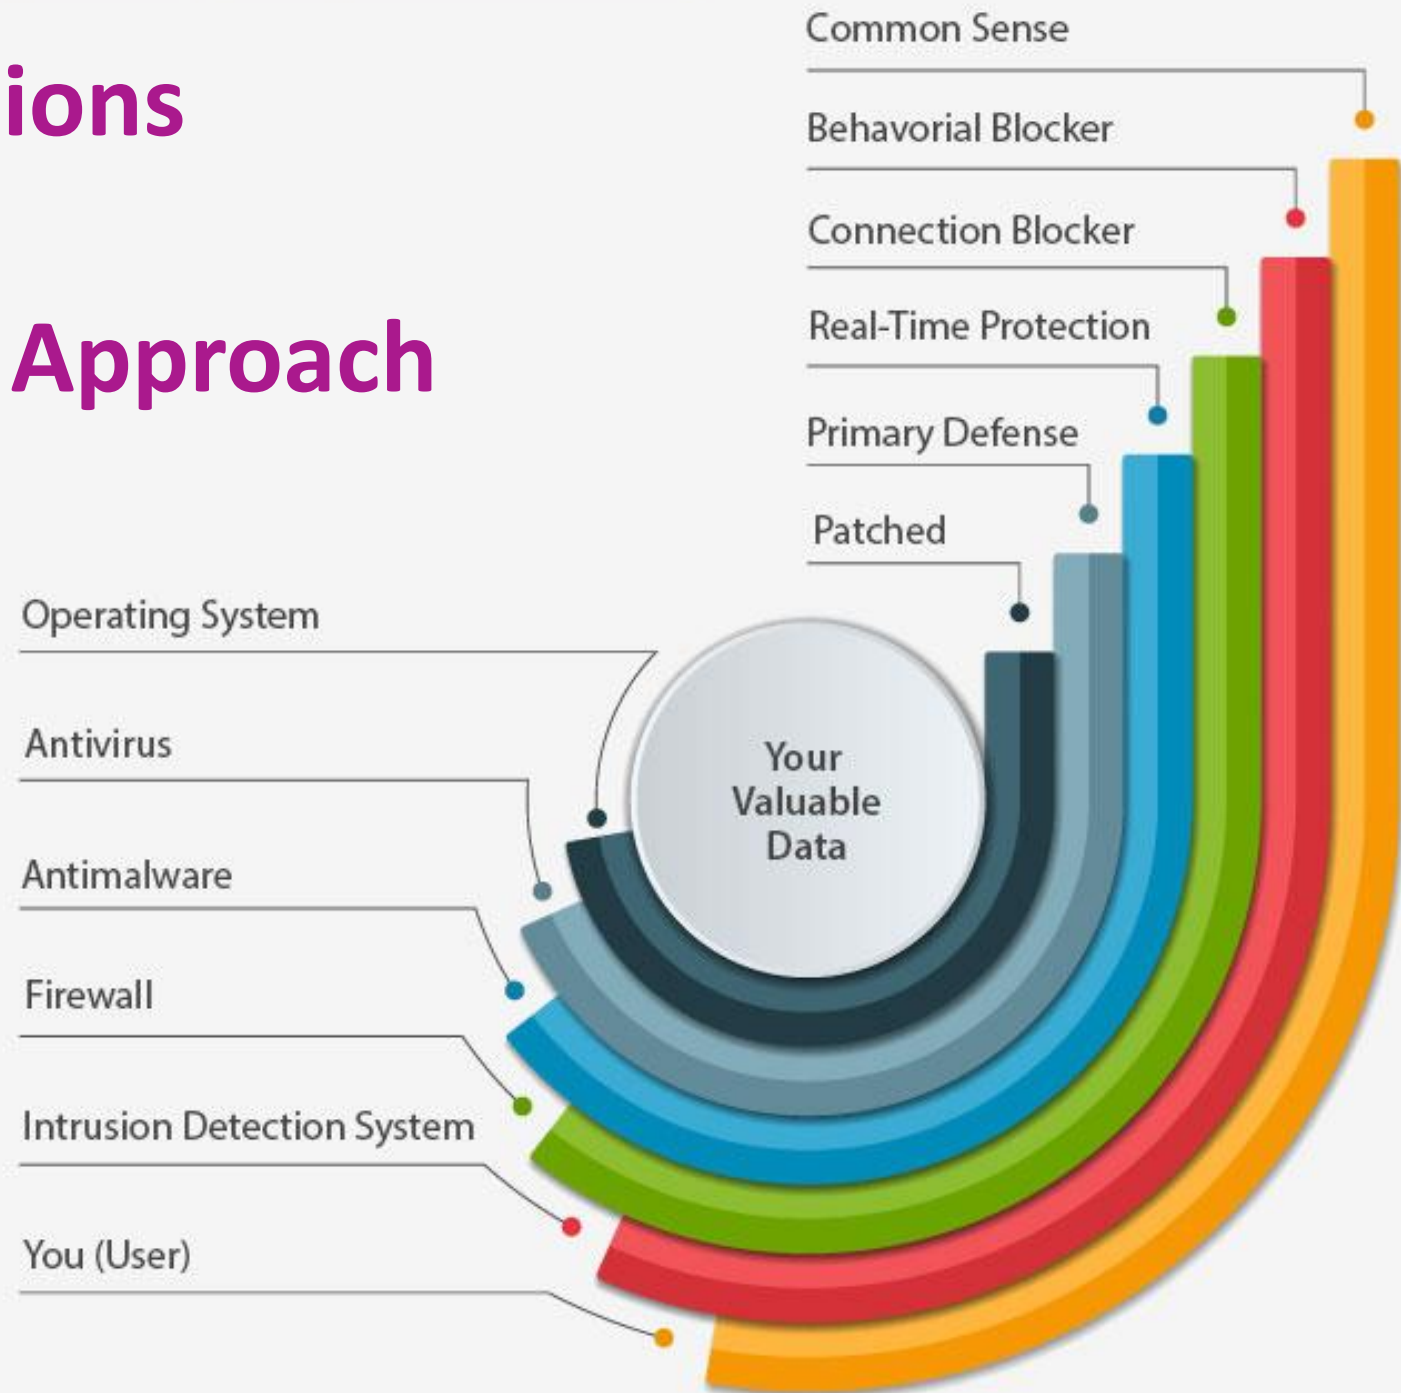 ions
Approach
Common Sense
Behavorial Blocker
Connection Blocker
Real-Time Protection
Primary Defense
Patched
Operating System
Antivirus
Antimalware
Firewall
Intrusion Detection System
You (User)
Your
Valuable
Data